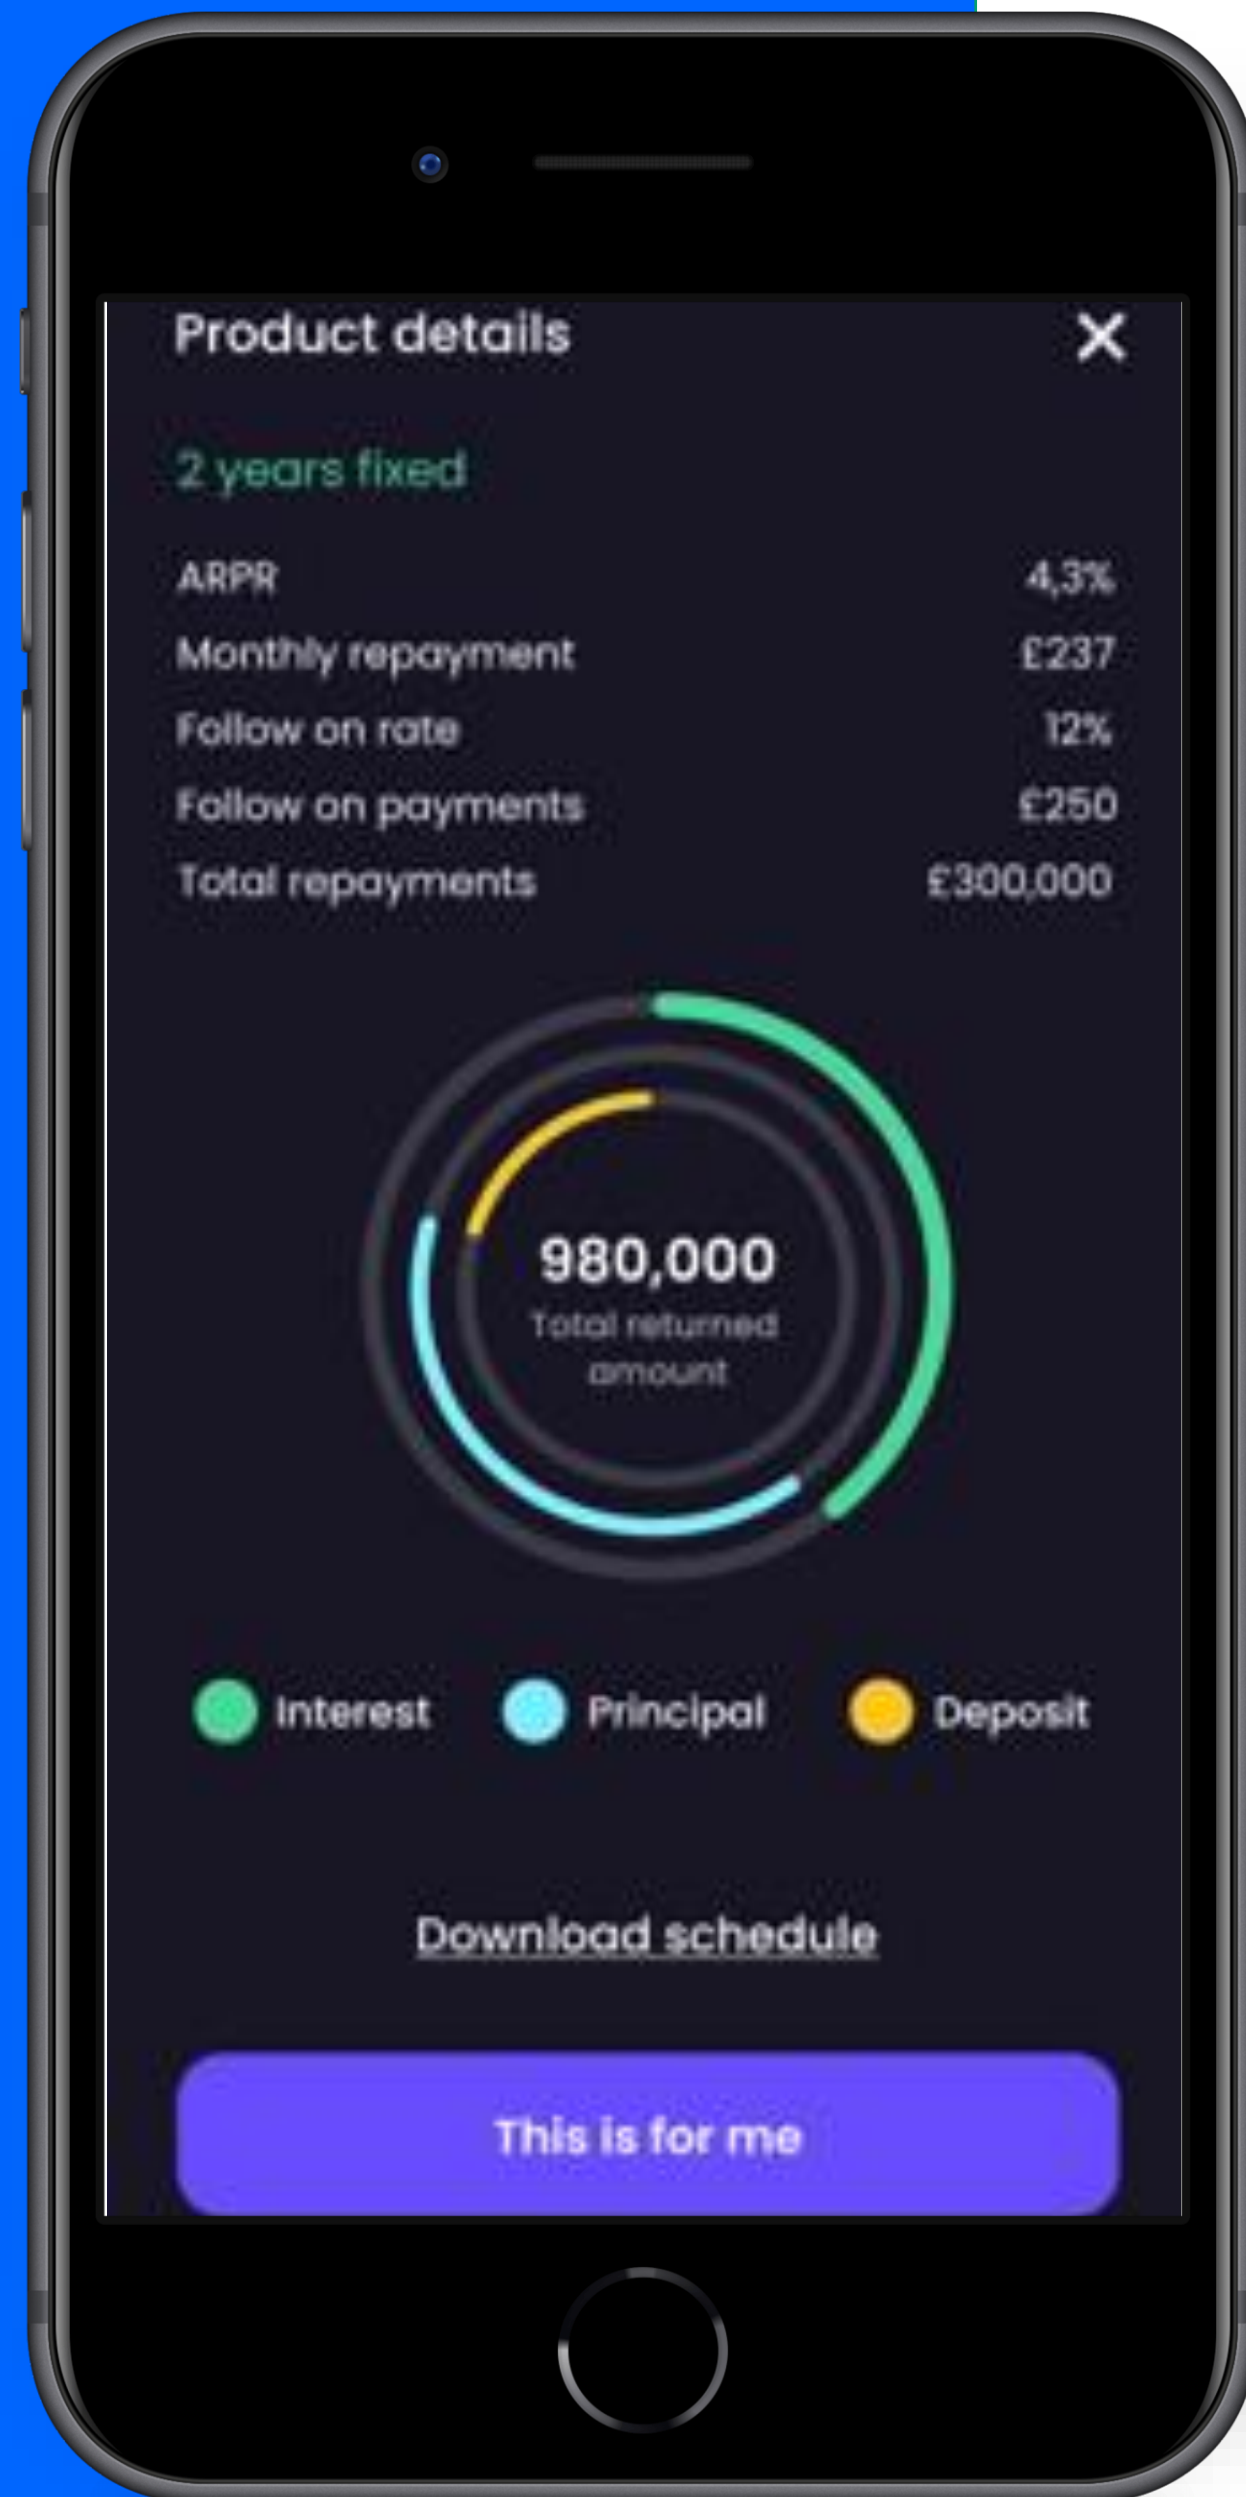 Product details
2 years fixed
ARPR 4,3%
Monthly repayment £237
Follow on rate 12%
Follow on payments £250
Total repayments £300,000
980,000
Total returned
amount
Interest Principal Deposit
Download schedule
This is for me